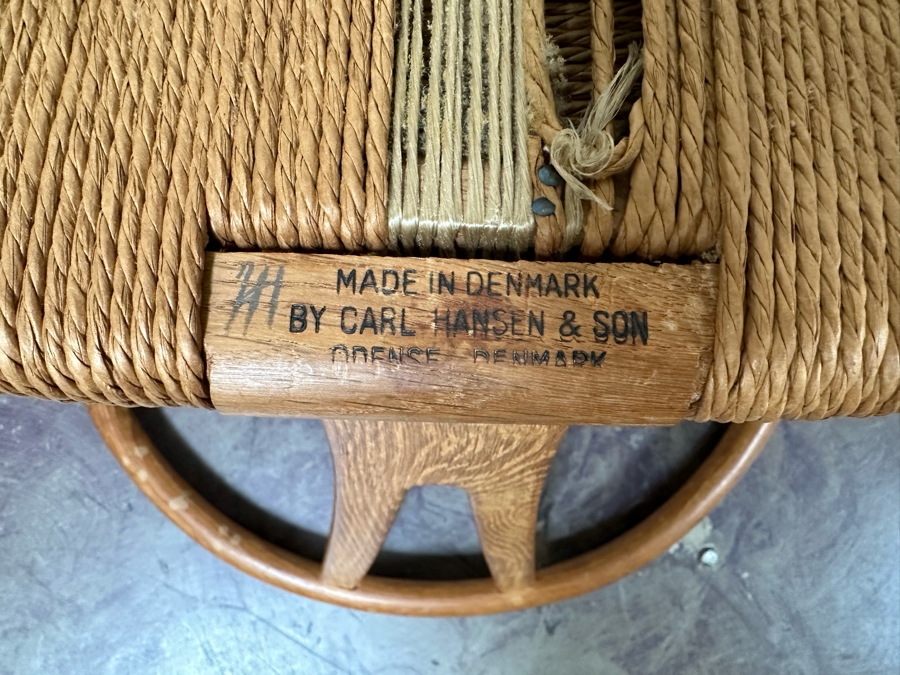 MADE IN DENMARK
BY CARL HANSEN & SON
ODENSE DENMARK